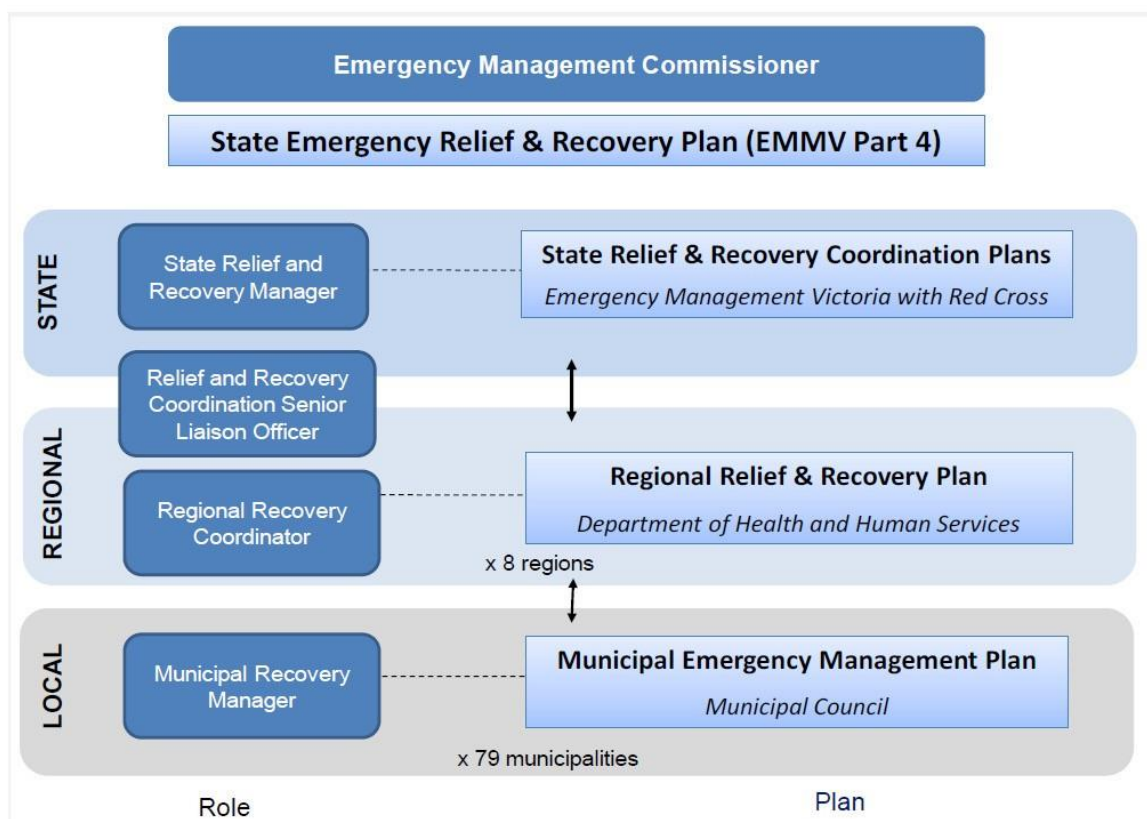 Emergency Management Commissioner
State Emergency Relief & Recovery Plan (EMMV Part 4)
STATE
State Relief and
Recovery Manager
State Relief & Recovery Coordination Plans
Emergency Management Victoria with Red Cross
Relief and Recovery
Coordination Senior
Liaison Officer
REGIONAL
Regional Recovery
Coordinator
Regional Relief & Recovery Plan
Department of Health and Human Services
x 8 regions
LOCAL
Municipal Recovery
Manager
Municipal Emergency Management Plan
Municipal Council
x 79 municipalities
Role
Plan